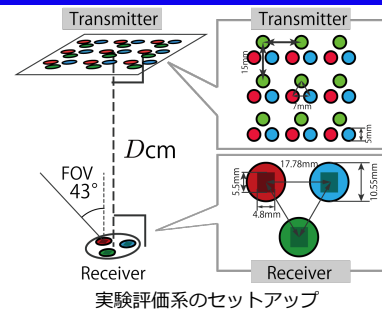 Transmitter
Transmitter
15mm
7mm
5mm
Dcm
FOV
43°
17.78mm
5.5mm
10.55mm
4.8mm
Receiver
Receiver
実験評価系のセットアップ